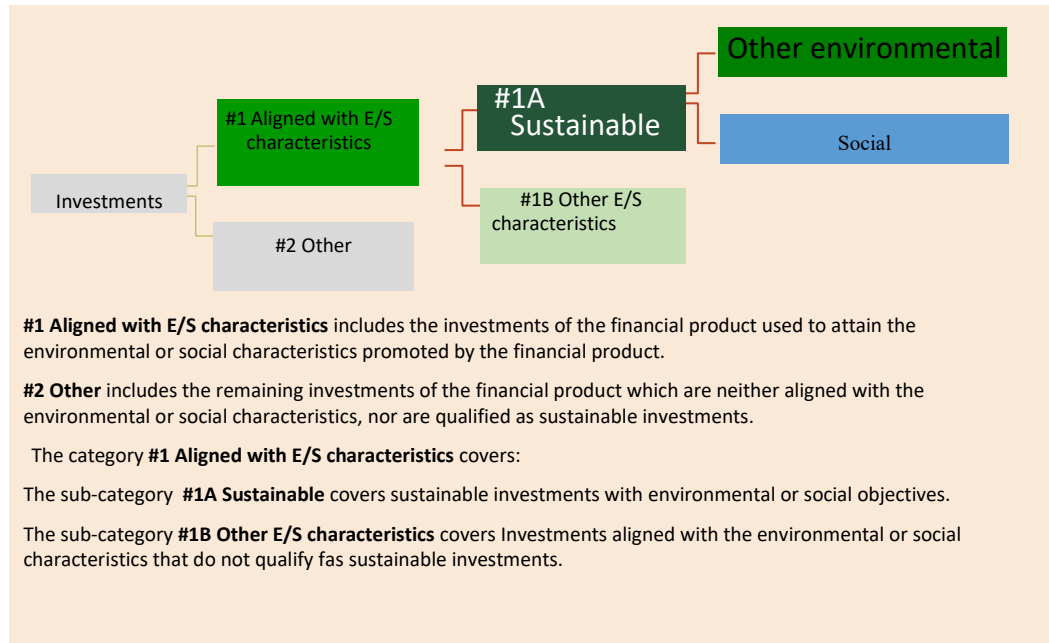 Other environmental
#1A
Sustainable
#1 Aligned with E/S
characteristics
Social
Investments
#1B Other E/S
characteristics
#2 Other
#1 Aligned with E/S characteristics includes the investments of the financial product used to attain the
environmental or social characteristics promoted by the financial product.
#2 Other includes the remaining investments of the financial product which are neither aligned with the
environmental or social characteristics, nor are qualified as sustainable investments.
The category #1 Aligned with E/S characteristics covers:
The sub-category #1A Sustainable covers sustainable investments with environmental or social objectives.
The sub-category #1B Other E/S characteristics covers Investments aligned with the environmental or social
characteristics that do not qualify fas sustainable investments.